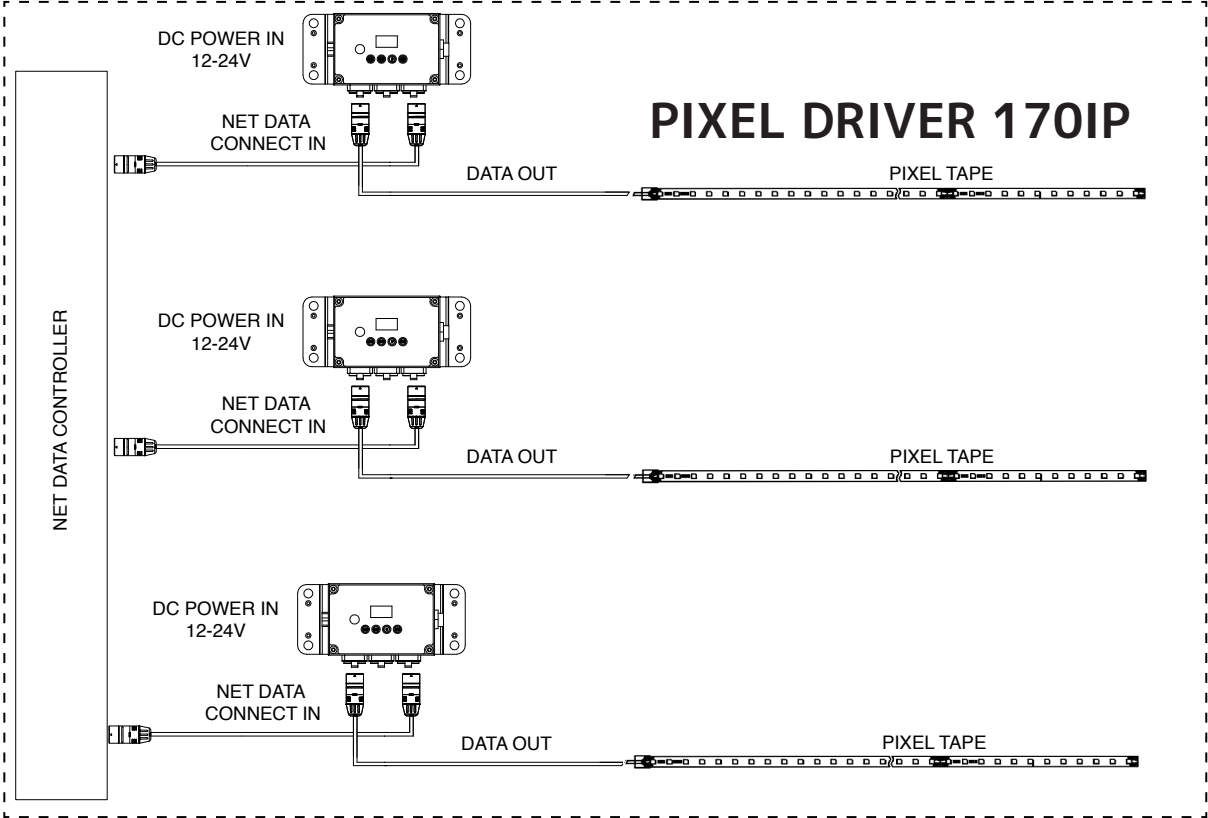 DC POWER IN
12-24V
PIXEL DRIVER 170IP
NET DATA
CONNECT IN
DATA OUT
PIXEL TAPE
NET DATA CONTROLLER
DC POWER IN
12-24V
NET DATA
CONNECT IN
DATA OUT
PIXEL TAPE
DC POWER IN
12-24V
NET DATA
CONNECT IN
DATA OUT
PIXEL TAPE